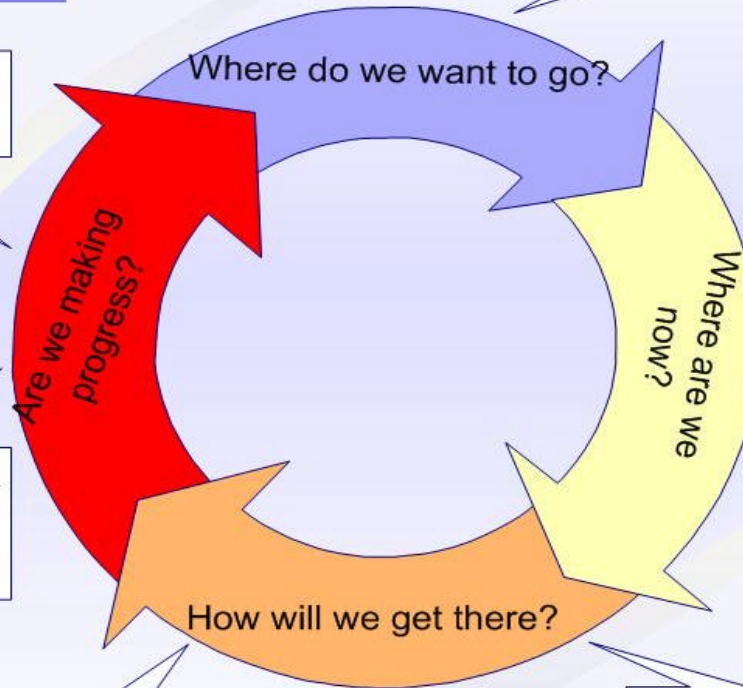 Where do we want to go?
Where are we
now?
How will we get there?
Are we making
progress?